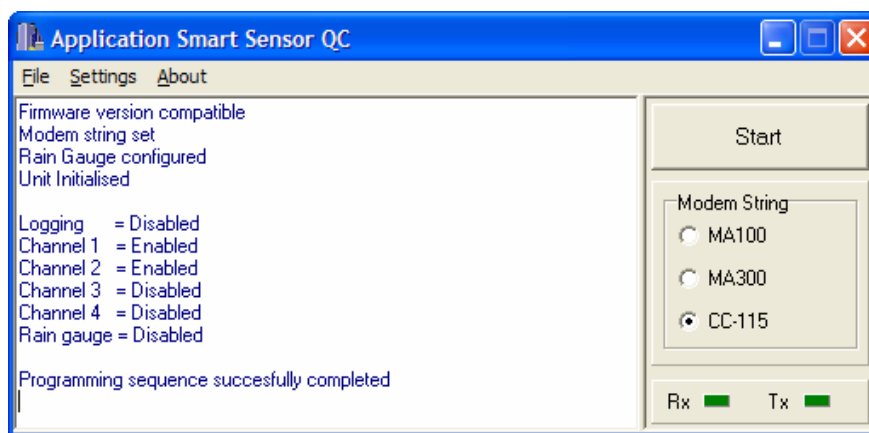 Application Smart Sensor QC
File Settings About
Firmware version compatible
Modem string set
Rain Gauge configured
Unit Initialised
Logging = Disabled
Channel 1 = Enabled
Channel 2 = Enabled
Channel 3 = Disabled
Channel 4 = Disabled
Rain gauge = Disabled
Programming sequence succesfully completed
Start
Modem String
MA100
MA300
CC-115
Rx Tx